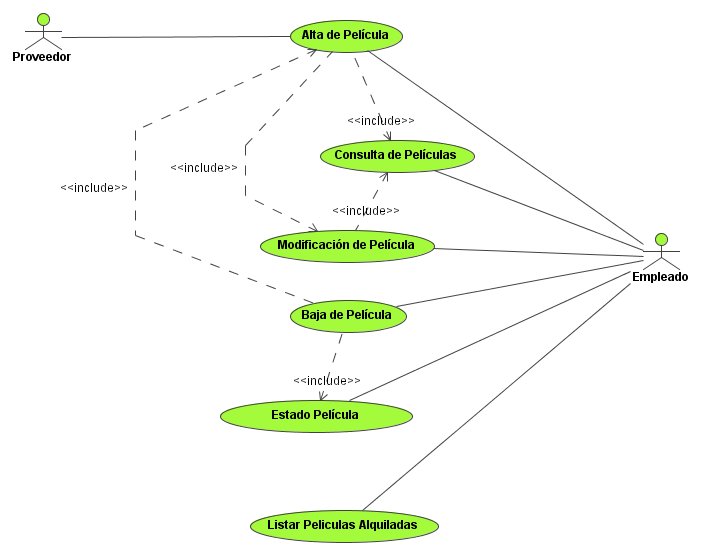 Alta de Película
Proveedor
<<include>>
Consulta de Películas
<<include>>
<<include>>
<<include>>
Modificación de Película
Empleado
Baja de Película
<<include>>
Estado Película
Listar Peliculas Alquiladas